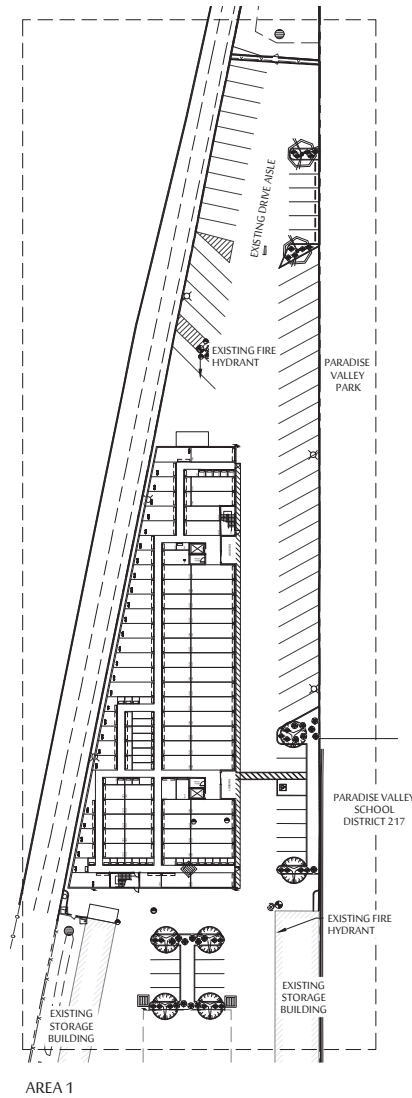 EXISTING DRIVE AISLE
EXISTING FIRE
HYDRANT
PARADISE
VALLEY
PARK
PARADISE VALLEY
SCHOOL
DISTRICT 217
EXISTING FIRE
HYDRANT
EXISTING
STORAGE
BUILDING
EXISTING
STORAGE
BUILDING
AREA 1